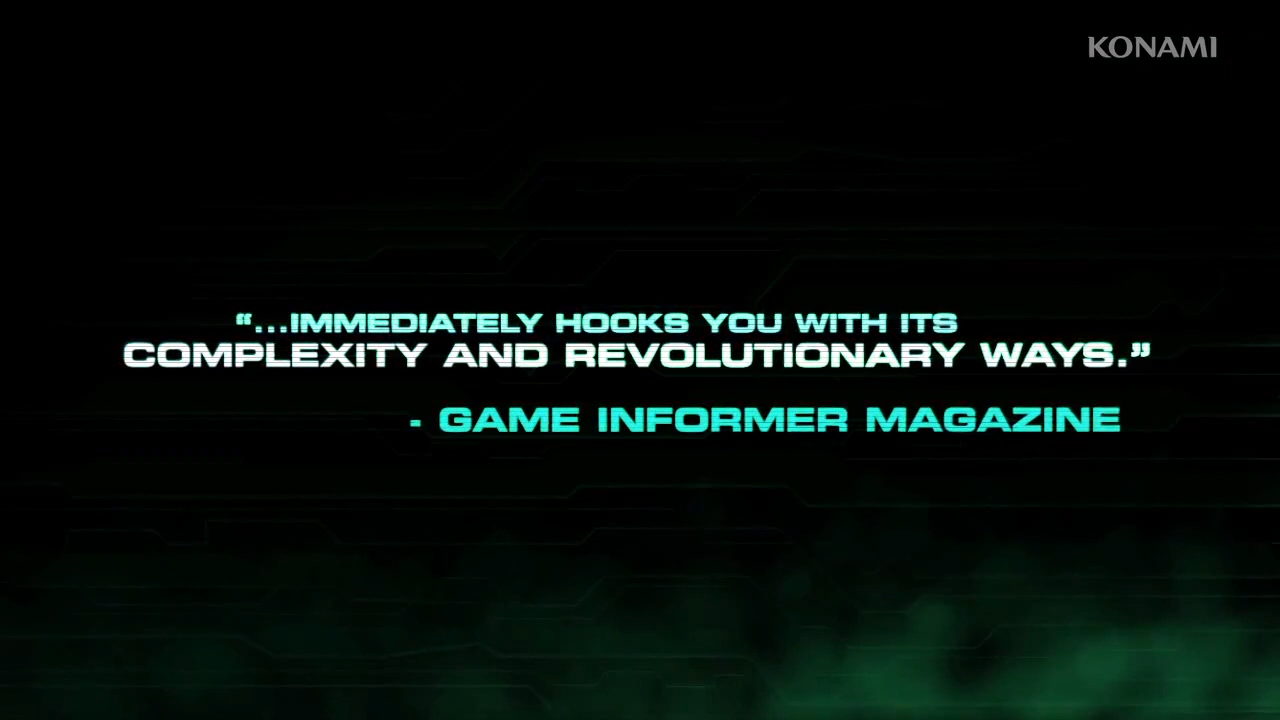 KONAMI
“...IMMEDIATELY HOOKS YOU WITH ITS
COMPLEXITY AND REVOLUTIONARY WAYS.”
- GAME INFORMER MAGAZINE